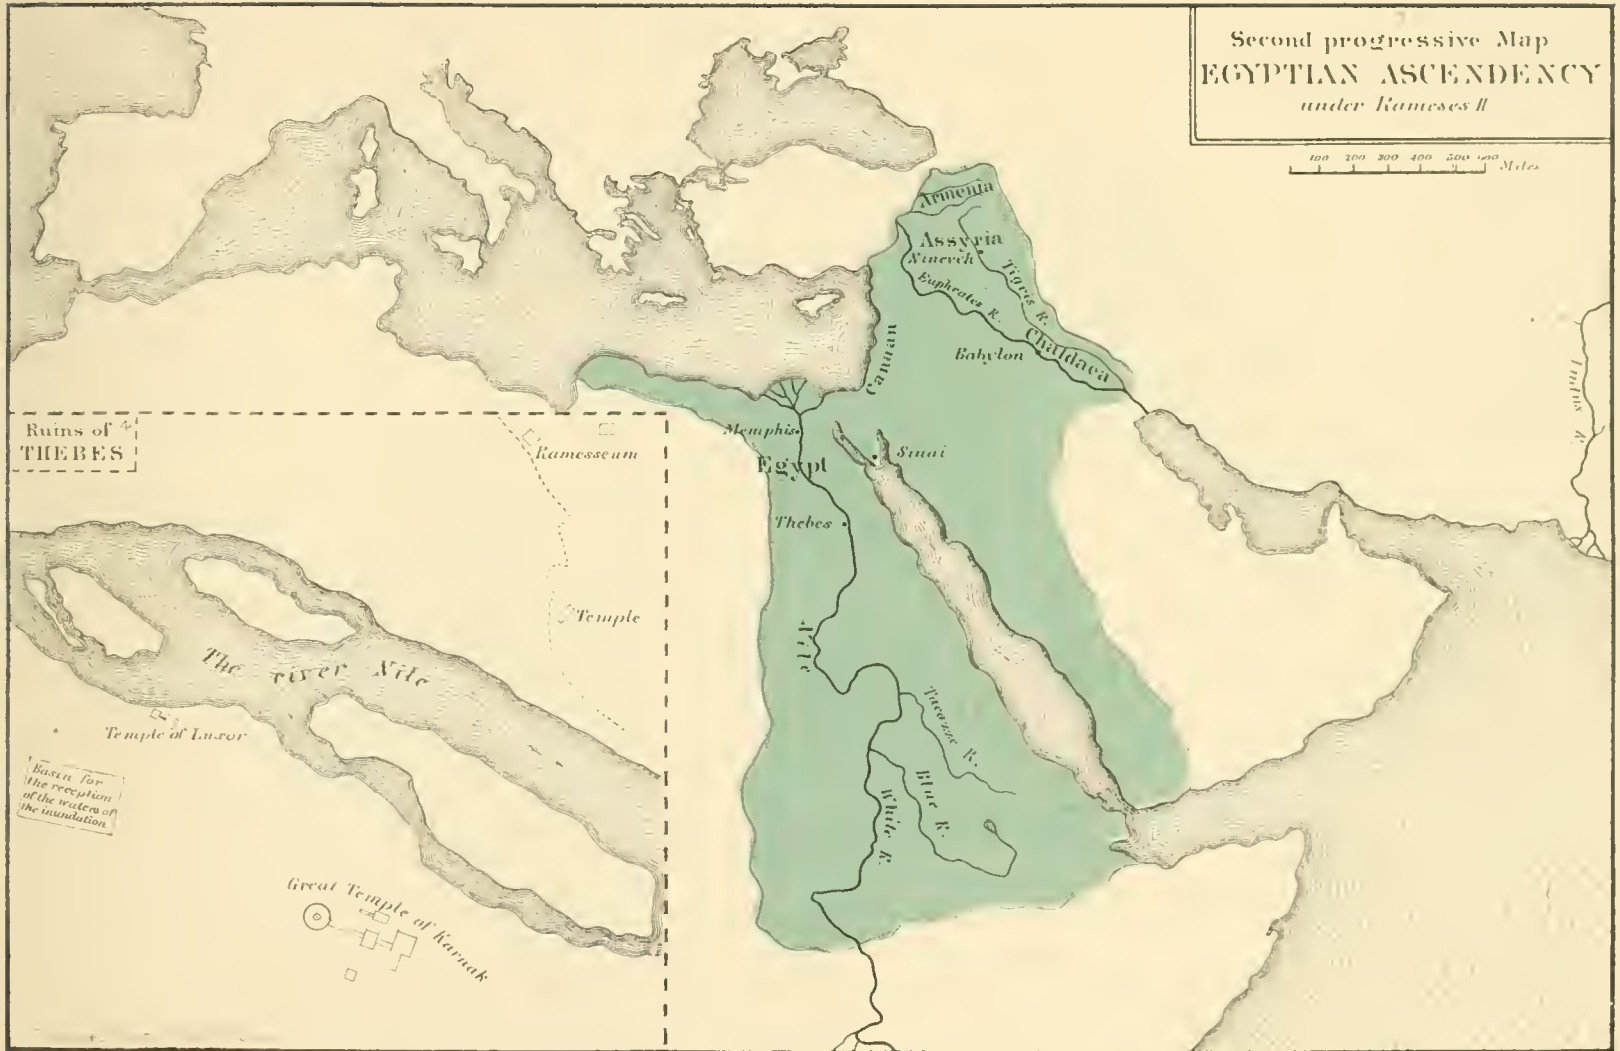 Second progressive Map
EGYPTIAN ASCENDENCY
under Rameses II
100 200 300 400 500 600 Miles
Armenia
Assyria
Nineveh
Tigris R.
Euphrates R.
Chaldaea
Babylon
Canaan
Indus R.
Memphis
Egypt
Sinai
Thebes
Nile
Tacazze R.
Blue R.
White R.
Ruins of
THEBES
Ramesseum
Temple
The river Nile
Temple of Luxor
Basin for
the reception
of the waters of
the inundation
Great Temple of Karnak